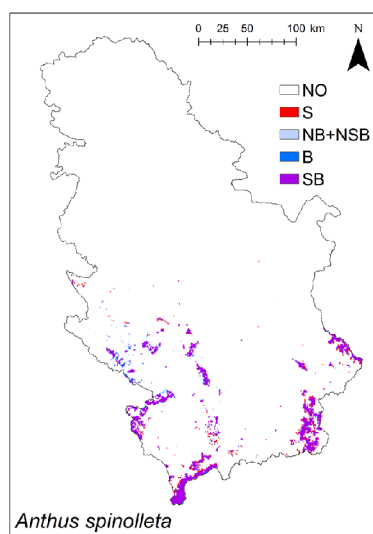 0 25 50 100 km
N
NO
S
NB+NSB
B
SB
Anthus spinolleta